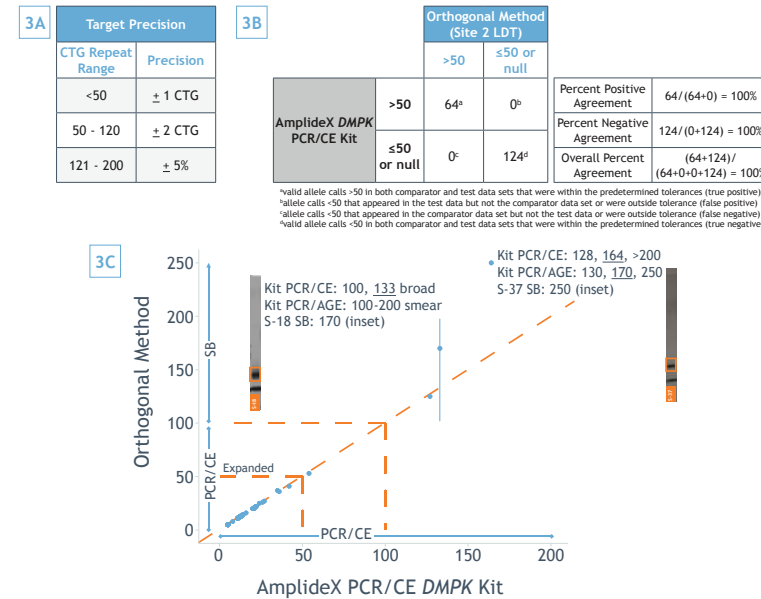 3A
Target Precision
CTG Repeat Range
Precision
<50
± 1 CTG
50 - 120
± 2 CTG
121 - 200
± 5%
3B
Orthogonal Method
(Site 2 LDT)
>50
≤50 or
null
AmplideX DMPK
PCR/CE Kit
>50
64ᵃ
0ᵇ
≤50
or null
0ᶜ
124ᵈ
Percent Positive
Agreement
64/(64+0) = 100%
Percent Negative
Agreement
124/(0+124) = 100%
Overall Percent
Agreement
(64+124)/
(64+0+0+124) = 100%
ᵃvalid allele calls >50 in both comparator and test data sets that were within the predetermined tolerances (true positive)
ᵇallele calls <50 that appeared in the test data but not the comparator data set or were outside tolerance (false positive)
ᶜallele calls <50 that appeared in the comparator data set but not the test data or were outside tolerance (false negative)
ᵈvalid allele calls <50 in both comparator and test data sets that were within the predetermined tolerances (true negative
3C
Kit PCR/CE: 100, 133 broad
Kit PCR/AGE: 100-200 smear
S-18 SB: 170 (inset)
Kit PCR/CE: 128, 164, >200
Kit PCR/AGE: 130, 170, 250
S-37 SB: 250 (inset)
S-18
S-37
Orthogonal Method
250
200
150
100
50
0
SB
PCR/CE
Expanded
PCR/CE
0
50
100
150
200
AmplideX PCR/CE DMPK Kit